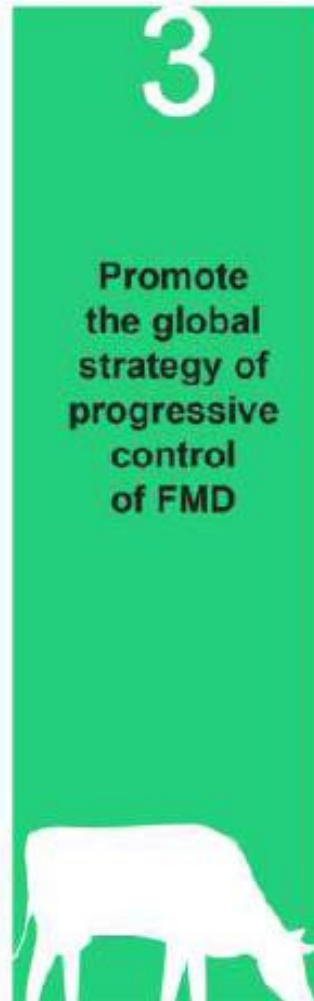 3
Promote
the global
strategy of
progressive
control
of FMD